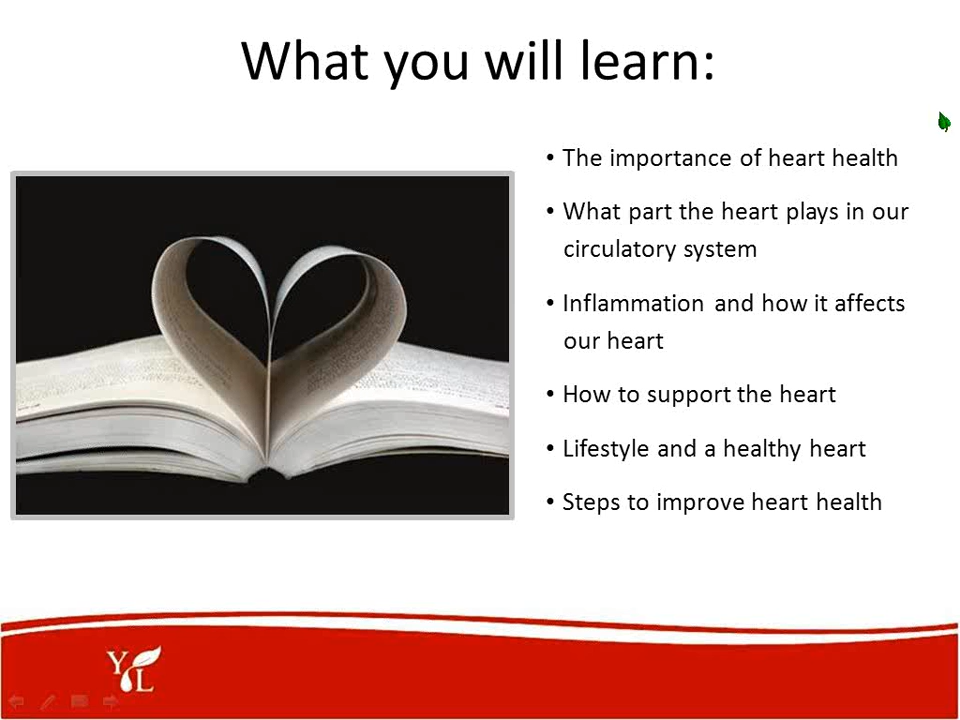 What you will learn:
• The importance of heart health
• What part the heart plays in our
circulatory system
• Inflammation and how it affects
our heart
• How to support the heart
• Lifestyle and a healthy heart
• Steps to improve heart health
Y L